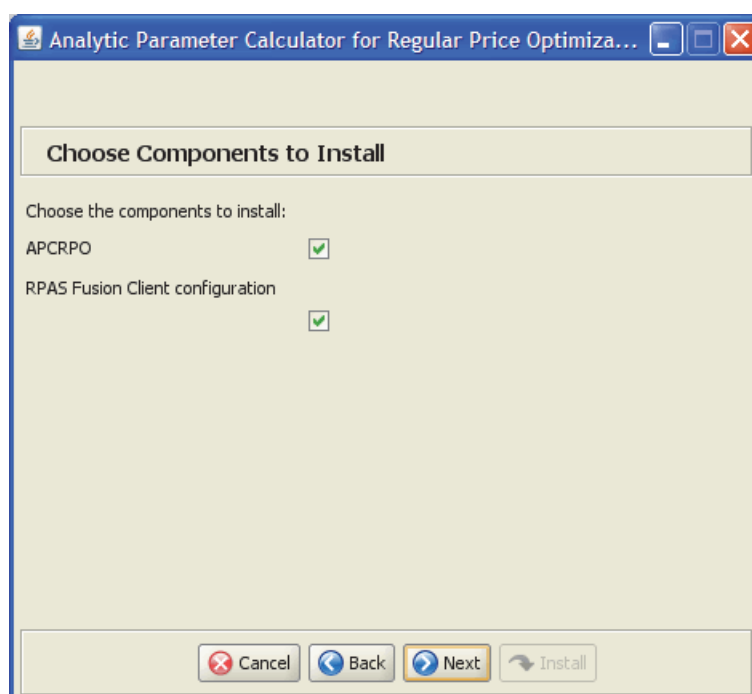 Analytic Parameter Calculator for Regular Price Optimiza...
Choose Components to Install
Choose the components to install:
APCRPO
RPAS Fusion Client configuration
Cancel Back Next Install